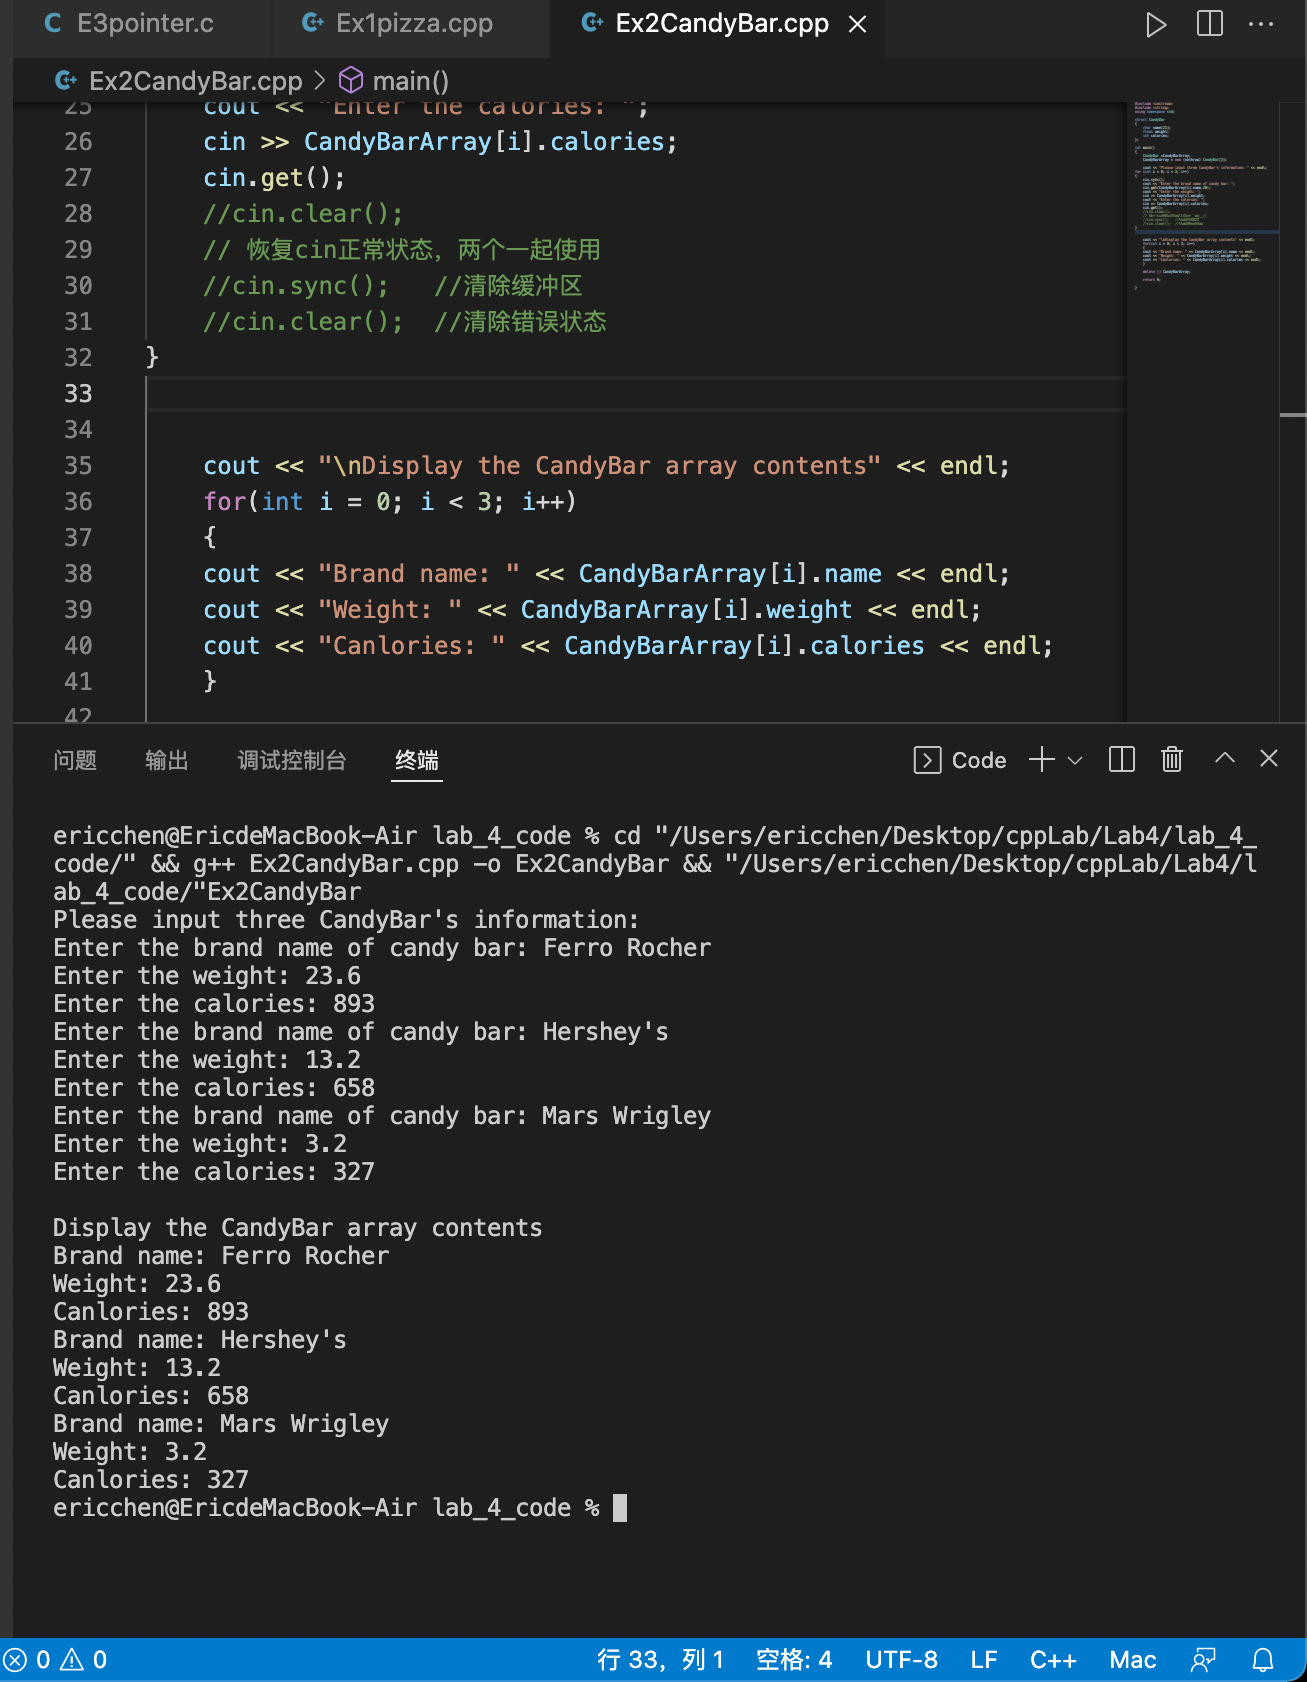 E3pointer.c Ex1pizza.cpp Ex2CandyBar.cpp
Ex2CandyBar.cpp > main()
25 cout << "Enter the calories: ";
26 cin >> CandyBarArray[i].calories;
27 cin.get();
28 //cin.clear();
29 // 恢复cin正常状态，两个一起使用
30 //cin.sync(); //清除缓冲区
31 //cin.clear(); //清除错误状态
32 }
33
34
35 cout << "\nDisplay the CandyBar array contents" << endl;
36 for(int i = 0; i < 3; i++)
37 {
38 cout << "Brand name: " << CandyBarArray[i].name << endl;
39 cout << "Weight: " << CandyBarArray[i].weight << endl;
40 cout << "Canlories: " << CandyBarArray[i].calories << endl;
41 }
42
问题 输出 调试控制台 终端 Code
ericchen@EricdeMacBook-Air lab_4_code % cd "/Users/ericchen/Desktop/cppLab/Lab4/lab_4_
code/" && g++ Ex2CandyBar.cpp -o Ex2CandyBar && "/Users/ericchen/Desktop/cppLab/Lab4/l
ab_4_code/"Ex2CandyBar
Please input three CandyBar's information:
Enter the brand name of candy bar: Ferro Rocher
Enter the weight: 23.6
Enter the calories: 893
Enter the brand name of candy bar: Hershey's
Enter the weight: 13.2
Enter the calories: 658
Enter the brand name of candy bar: Mars Wrigley
Enter the weight: 3.2
Enter the calories: 327
Display the CandyBar array contents
Brand name: Ferro Rocher
Weight: 23.6
Canlories: 893
Brand name: Hershey's
Weight: 13.2
Canlories: 658
Brand name: Mars Wrigley
Weight: 3.2
Canlories: 327
ericchen@EricdeMacBook-Air lab_4_code %
0 0 行 33，列 1 空格: 4 UTF-8 LF C++ Mac